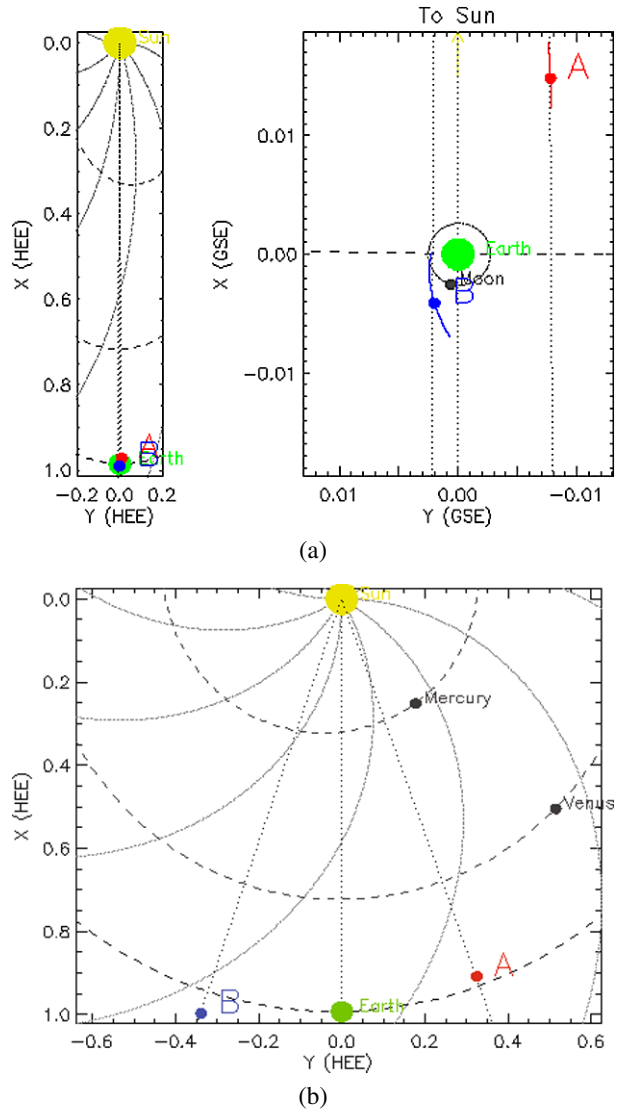 To Sun
Sun
0.0
0.2
0.4
0.6
0.8
1.0
X (HEE)
A
B
Earth
-0.2 0.0 0.2
Y (HEE)
A
0.01
0.00
-0.01
X (GSE)
Earth
Moon
B
0.01 0.00 -0.01
Y (GSE)
(a)
Sun
0.0
0.2
0.4
0.6
0.8
1.0
X (HEE)
Mercury
Venus
A
B
Earth
-0.6 -0.4 -0.2 0.0 0.2 0.4 0.6
Y (HEE)
(b)